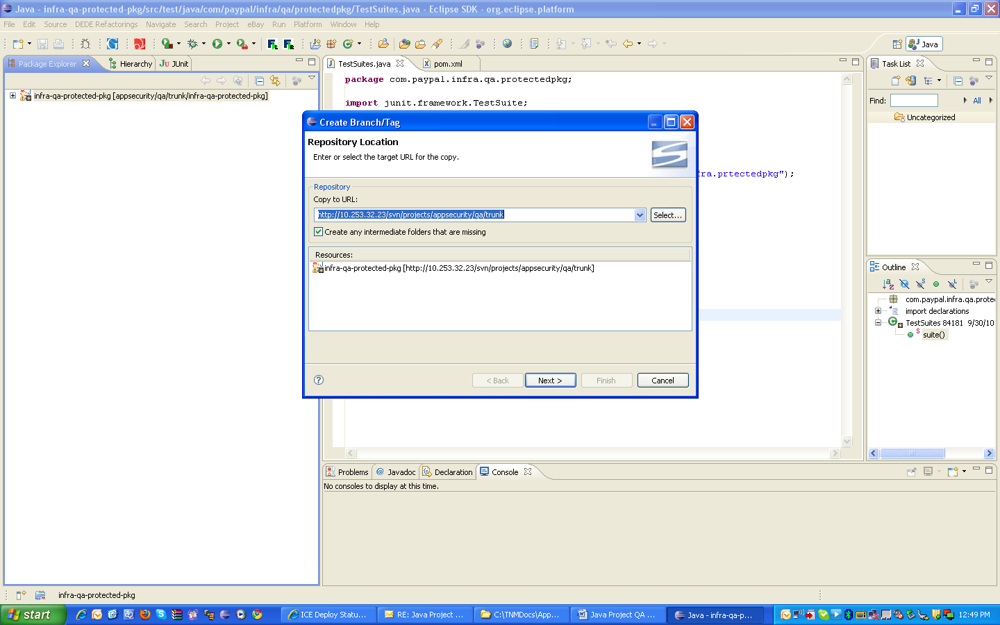 Java - infra-qa-protected-pkg/src/test/java/com/paypal/infra/qa/protectedpkg/TestSuites.java - Eclipse SDK - org.eclipse.platform
File Edit Source DEDE Refactorings Navigate Search Project eBay Run Platform Window Help
Java
Package Explorer Hierarchy JUnit
infra-qa-protected-pkg [appsecurity/qa/trunk/infra-qa-protected-pkg]
TestSuites.java pom.xml
package com.paypal.infra.qa.protectedpkg;
import junit.framework.TestSuite;
fra.prtectedpkg");
Create Branch/Tag
Repository Location
Enter or select the target URL for the copy.
Repository
Copy to URL:
http://10.253.32.23/svn/projects/appsecurity/qa/trunk
Select...
Create any intermediate folders that are missing
Resources:
infra-qa-protected-pkg [http://10.253.32.23/svn/projects/appsecurity/qa/trunk]
< Back Next > Finish Cancel
Task List
Find: All
Uncategorized
Outline
com.paypal.infra.qa.prote
import declarations
TestSuites 84181 9/30/10
suite()
Problems Javadoc Declaration Console
No consoles to display at this time.
infra-qa-protected-pkg
start
ICE Deploy Statu...
RE: Java Project ...
C:\TNMDocs\App...
Java Project QA ...
Java - infra-qa-p...
12:49 PM